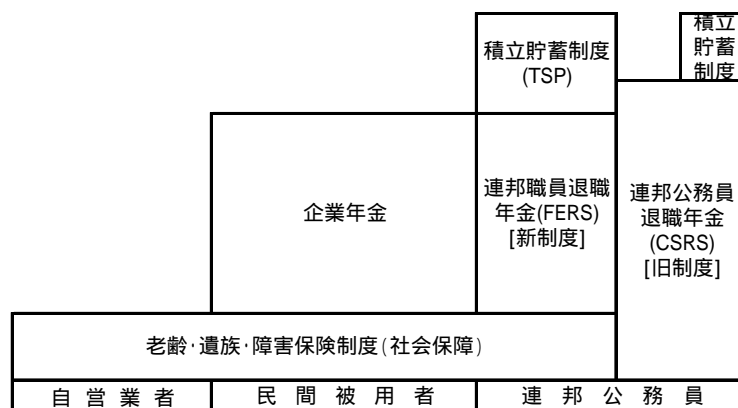 積立貯蓄制度
(TSP)
積立
貯蓄
制度
企業年金
連邦職員退職
年金(FERS)
[新制度]
連邦公務員
退職年金
(CSRS)
[旧制度]
老齢･遺族･障害保険制度(社会保障)
自営業者
民間被用者
連邦公務員